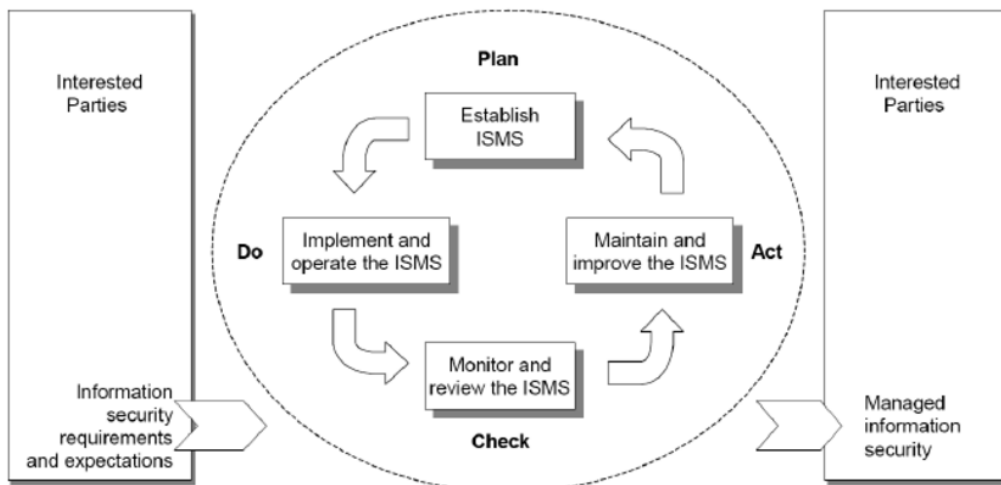 Interested
Parties
Information
security
requirements
and expectations
Plan
Establish
ISMS
Do
Implement and
operate the ISMS
Maintain and
improve the ISMS
Act
Monitor and
review the ISMS
Check
Interested
Parties
Managed
information
security